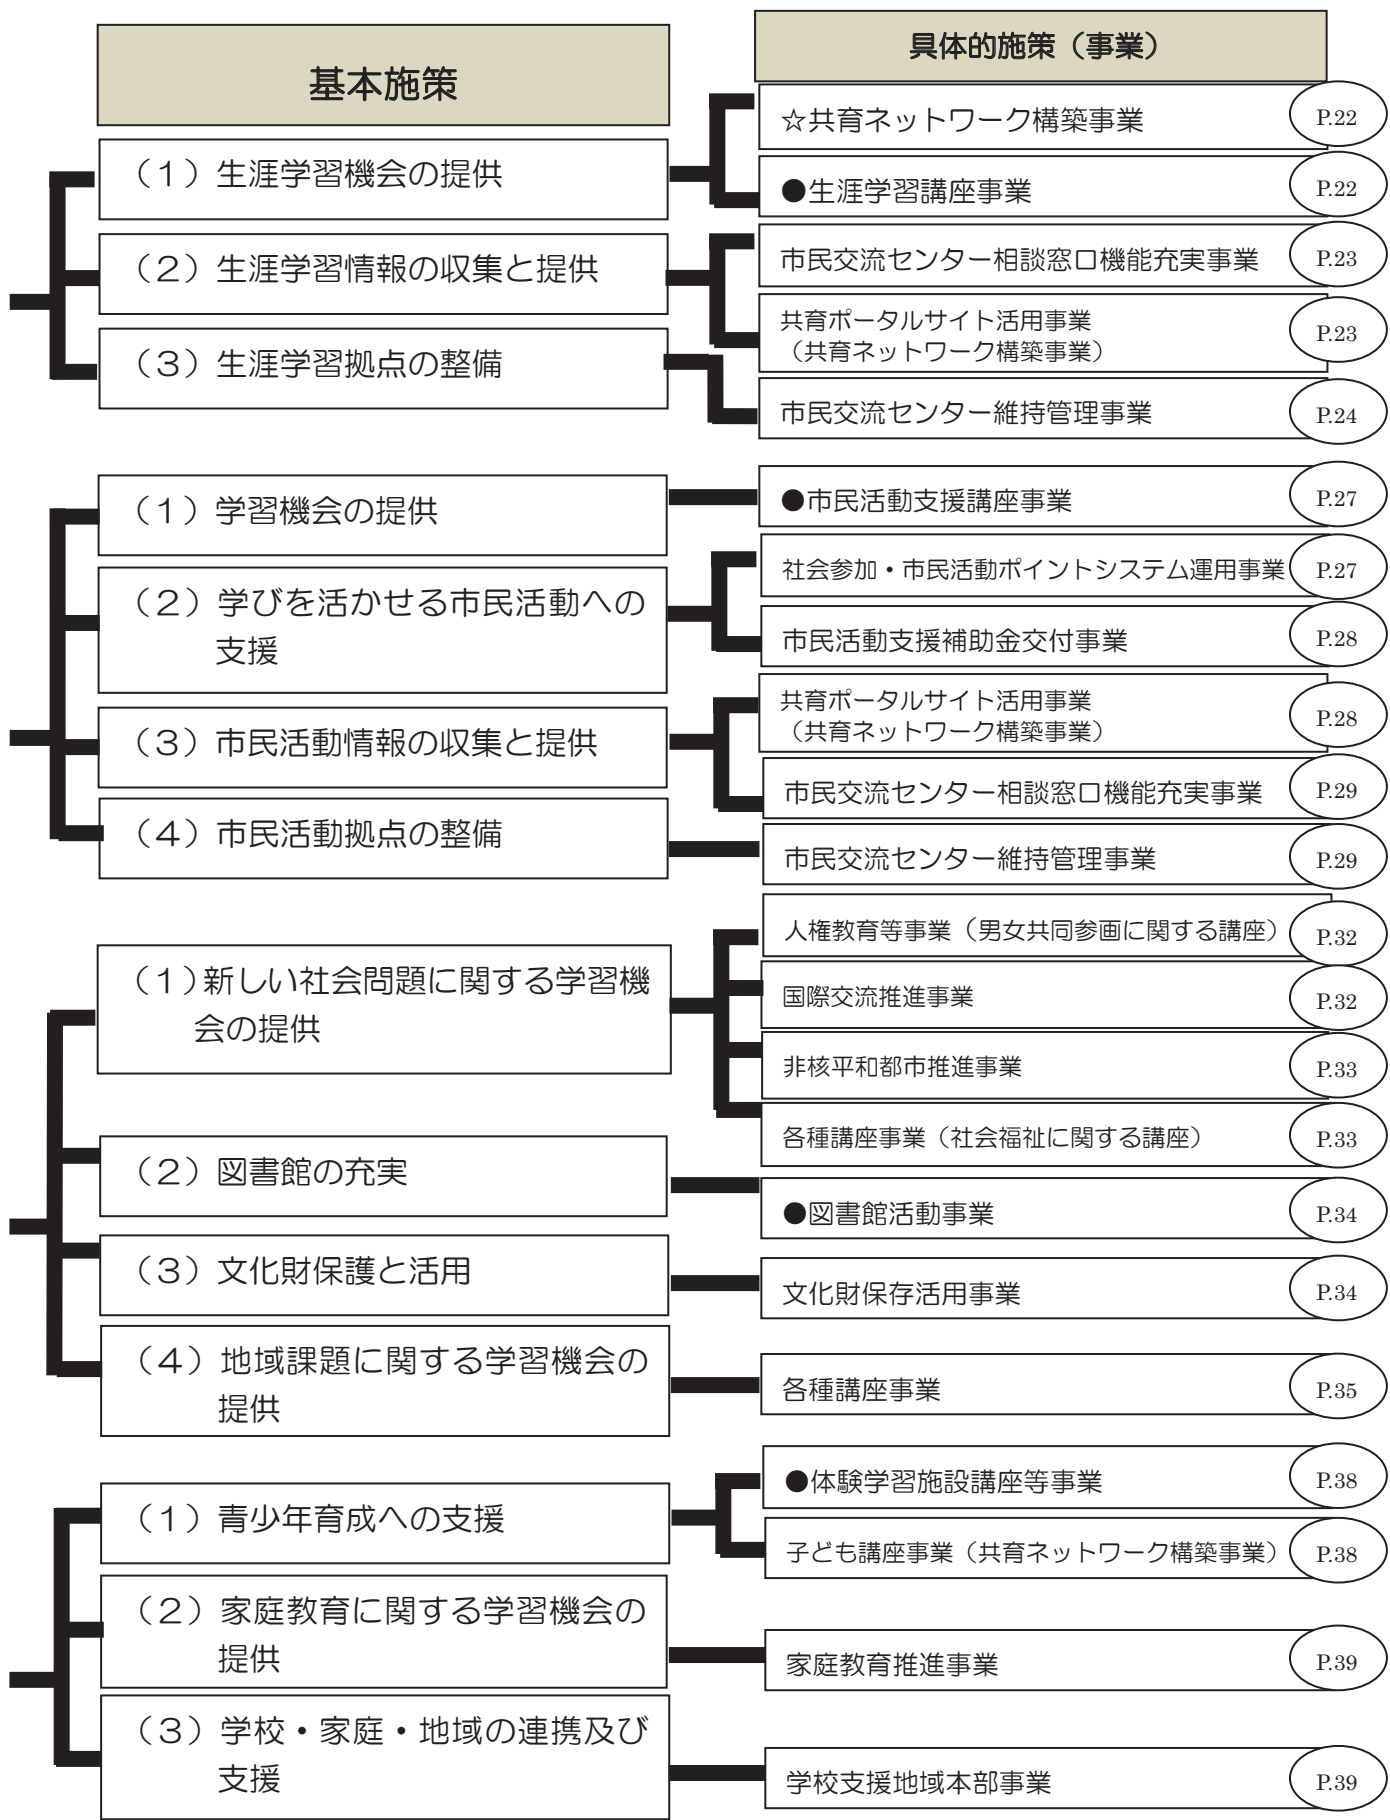 基本施策
具体的施策（事業）
（１）生涯学習機会の提供
☆共育ネットワーク構築事業
P.22
●生涯学習講座事業
P.22
（２）生涯学習情報の収集と提供
市民交流センター相談窓口機能充実事業
P.23
共育ポータルサイト活用事業
（共育ネットワーク構築事業）
P.23
（３）生涯学習拠点の整備
市民交流センター維持管理事業
P.24
（１）学習機会の提供
●市民活動支援講座事業
P.27
（２）学びを活かせる市民活動への
支援
社会参加・市民活動ポイントシステム運用事業
P.27
市民活動支援補助金交付事業
P.28
（３）市民活動情報の収集と提供
共育ポータルサイト活用事業
（共育ネットワーク構築事業）
P.28
市民交流センター相談窓口機能充実事業
P.29
（４）市民活動拠点の整備
市民交流センター維持管理事業
P.29
（１）新しい社会問題に関する学習機
会の提供
人権教育等事業（男女共同参画に関する講座）
P.32
国際交流推進事業
P.32
非核平和都市推進事業
P.33
各種講座事業（社会福祉に関する講座）
P.33
（２）図書館の充実
●図書館活動事業
P.34
（３）文化財保護と活用
文化財保存活用事業
P.34
（４）地域課題に関する学習機会の
提供
各種講座事業
P.35
（１）青少年育成への支援
●体験学習施設講座等事業
P.38
子ども講座事業（共育ネットワーク構築事業）
P.38
（２）家庭教育に関する学習機会の
提供
家庭教育推進事業
P.39
（３）学校・家庭・地域の連携及び
支援
学校支援地域本部事業
P.39